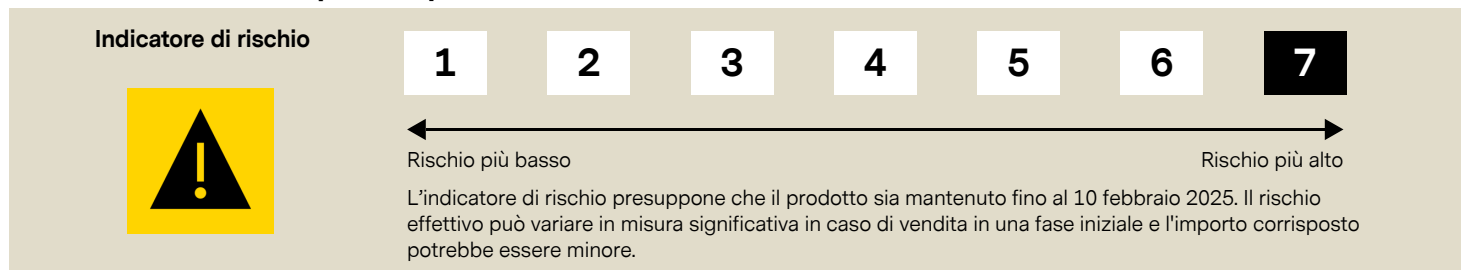 Indicatore di rischio
1 2 3 4 5 6 7
Rischio più basso Rischio più alto
L'indicatore di rischio presuppone che il prodotto sia mantenuto fino al 10 febbraio 2025. Il rischio
effettivo può variare in misura significativa in caso di vendita in una fase iniziale e l'importo corrisposto
potrebbe essere minore.